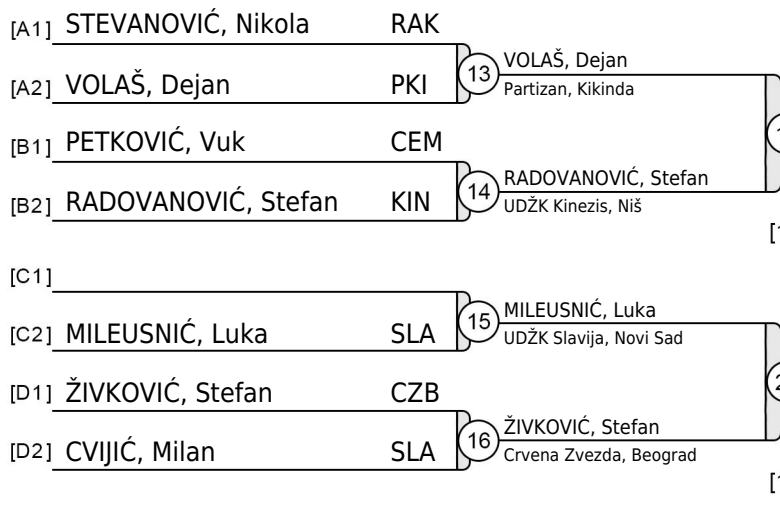 [A1] STEVANOVIĆ, Nikola RAK
13 VOLAŠ, Dejan
[A2] VOLAŠ, Dejan PKI
Partizan, Kikinda
[B1] PETKOVIĆ, Vuk CEM
14 RADOVANOVIĆ, Stefan
[B2] RADOVANOVIĆ, Stefan KIN
UDŽK Kinezis, Niš
[C1]
15 MILEUSNIĆ, Luka
[C2] MILEUSNIĆ, Luka SLA
UDŽK Slavija, Novi Sad
[D1] ŽIVKOVIĆ, Stefan CZB
16 ŽIVKOVIĆ, Stefan
[D2] CVIJIĆ, Milan SLA
Crvena Zvezda, Beograd